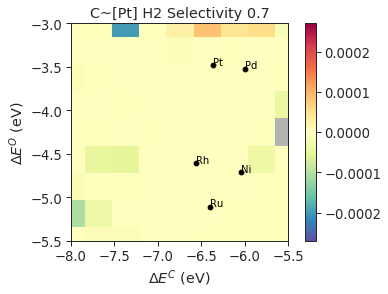 C~[Pt] H2 Selectivity 0.7
−3.0
−3.5
−4.0
−4.5
−5.0
−5.5
ΔE^O (eV)
Pt
Pd
Rh
Ni
Ru
−8.0 −7.5 −7.0 −6.5 −6.0 −5.5
ΔE^C (eV)
0.0002
0.0001
0.0000
−0.0001
−0.0002